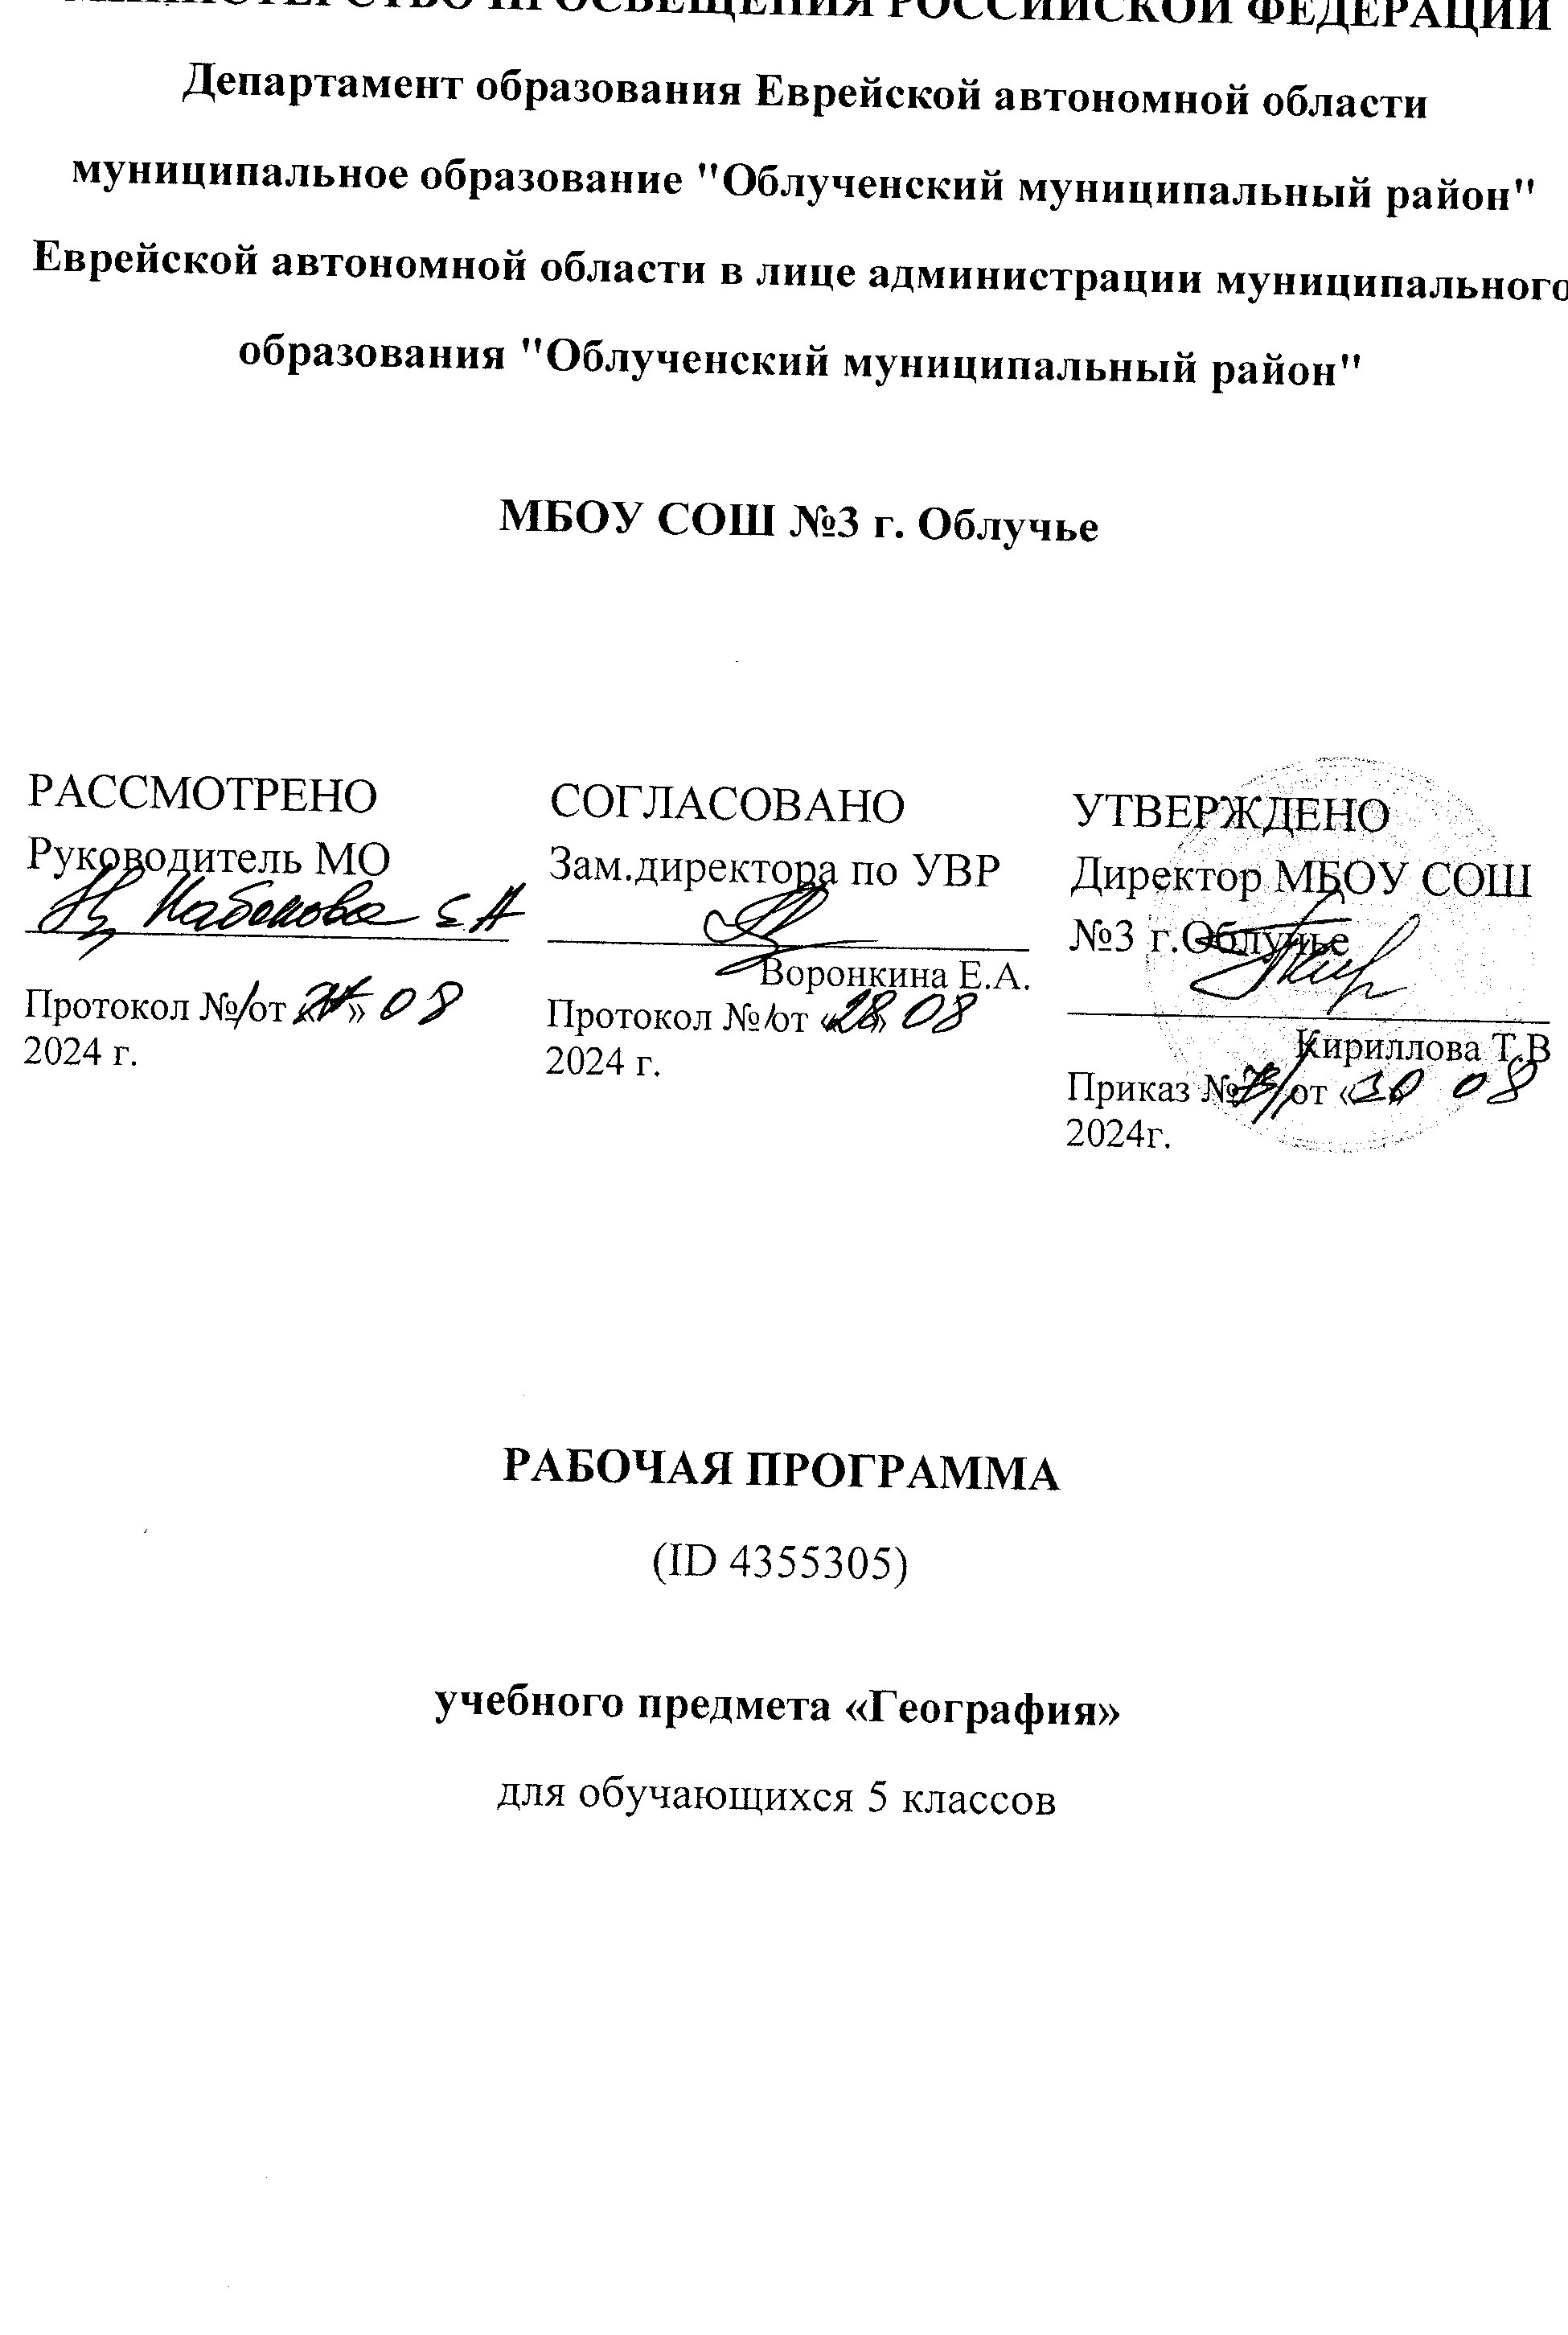 МИНИСТЕРСТВО ПРОСВЕЩЕНИЯ РОССИЙСКОЙ ФЕДЕРАЦИИ
Департамент образования Еврейской автономной области
муниципальное образование "Облученский муниципальный район"
Еврейской автономной области в лице администрации муниципального
образования "Облученский муниципальный район"
МБОУ СОШ №3 г. Облучье
РАССМОТРЕНО
Руководитель МО
Протокол №1 от « » 08
2024 г.
СОГЛАСОВАНО
Зам.директора по УВР
Воронкина Е.А.
Протокол №1 от «28» 08
2024 г.
УТВЕРЖДЕНО
Директор МБОУ СОШ
№3 г.Облучье
Кириллова Т.В
Приказ № от «30» 08
2024г.
РАБОЧАЯ ПРОГРАММА
(ID 4355305)
учебного предмета «География»
для обучающихся 5 классов